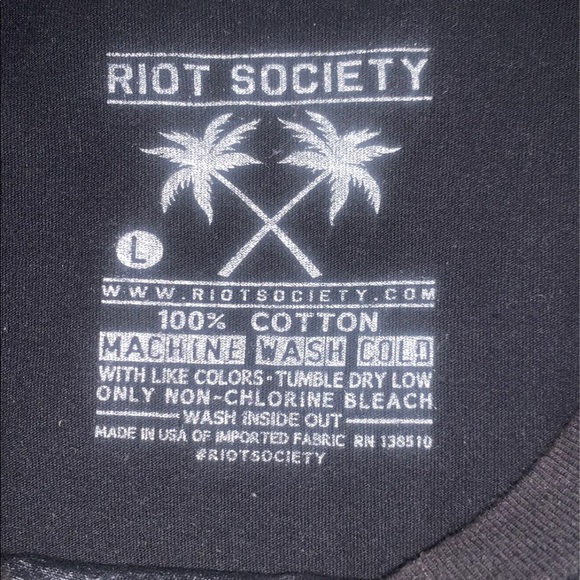 RIOT SOCIETY
L
WWW.RIOTSOCIETY.COM
100% COTTON
MACHINE WASH COLD
WITH LIKE COLORS-TUMBLE DRY LOW
ONLY NON-CHLORINE BLEACH
WASH INSIDE OUT
MADE IN USA OF IMPORTED FABRIC RN 138510
#RIOTSOCIETY